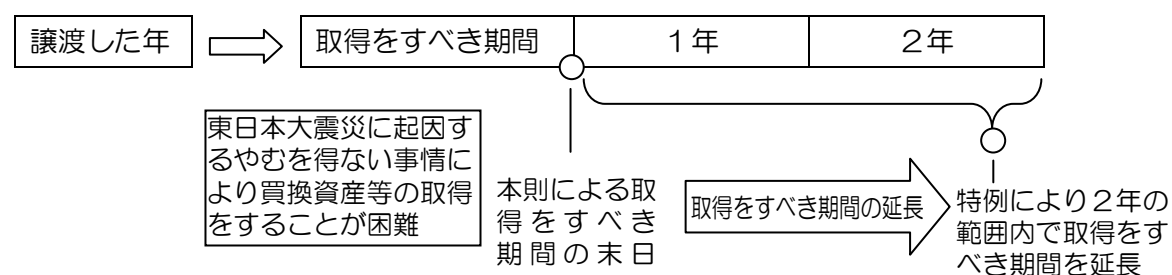 譲渡した年
取得をすべき期間
1年
2年
東日本大震災に起因す
るやむを得ない事情に
より買換資産等の取得
をすることが困難
本則による取
得をすべき
期間の末日
取得をすべき期間の延長
特例により2年の
範囲内で取得をす
べき期間を延長